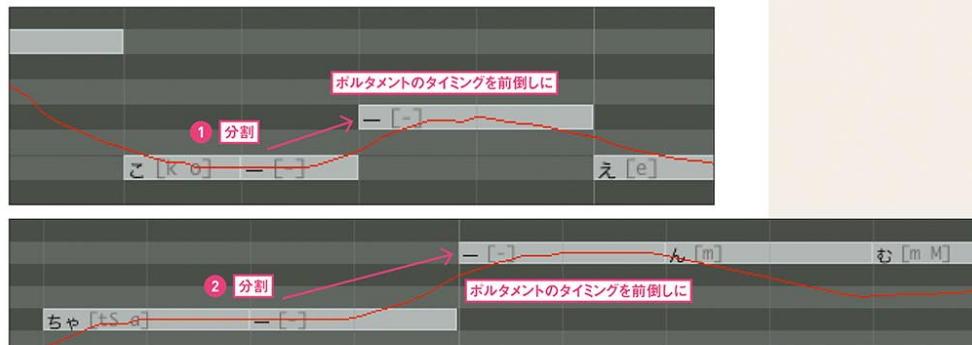 ポルタメントのタイミングを前倒しに
ー [-]
1 分割
こ [k o] ー [-] え [e]
ー [-] ん [m] む [m M]
2 分割
ポルタメントのタイミングを前倒しに
ちゃ [tS a] ー [-]